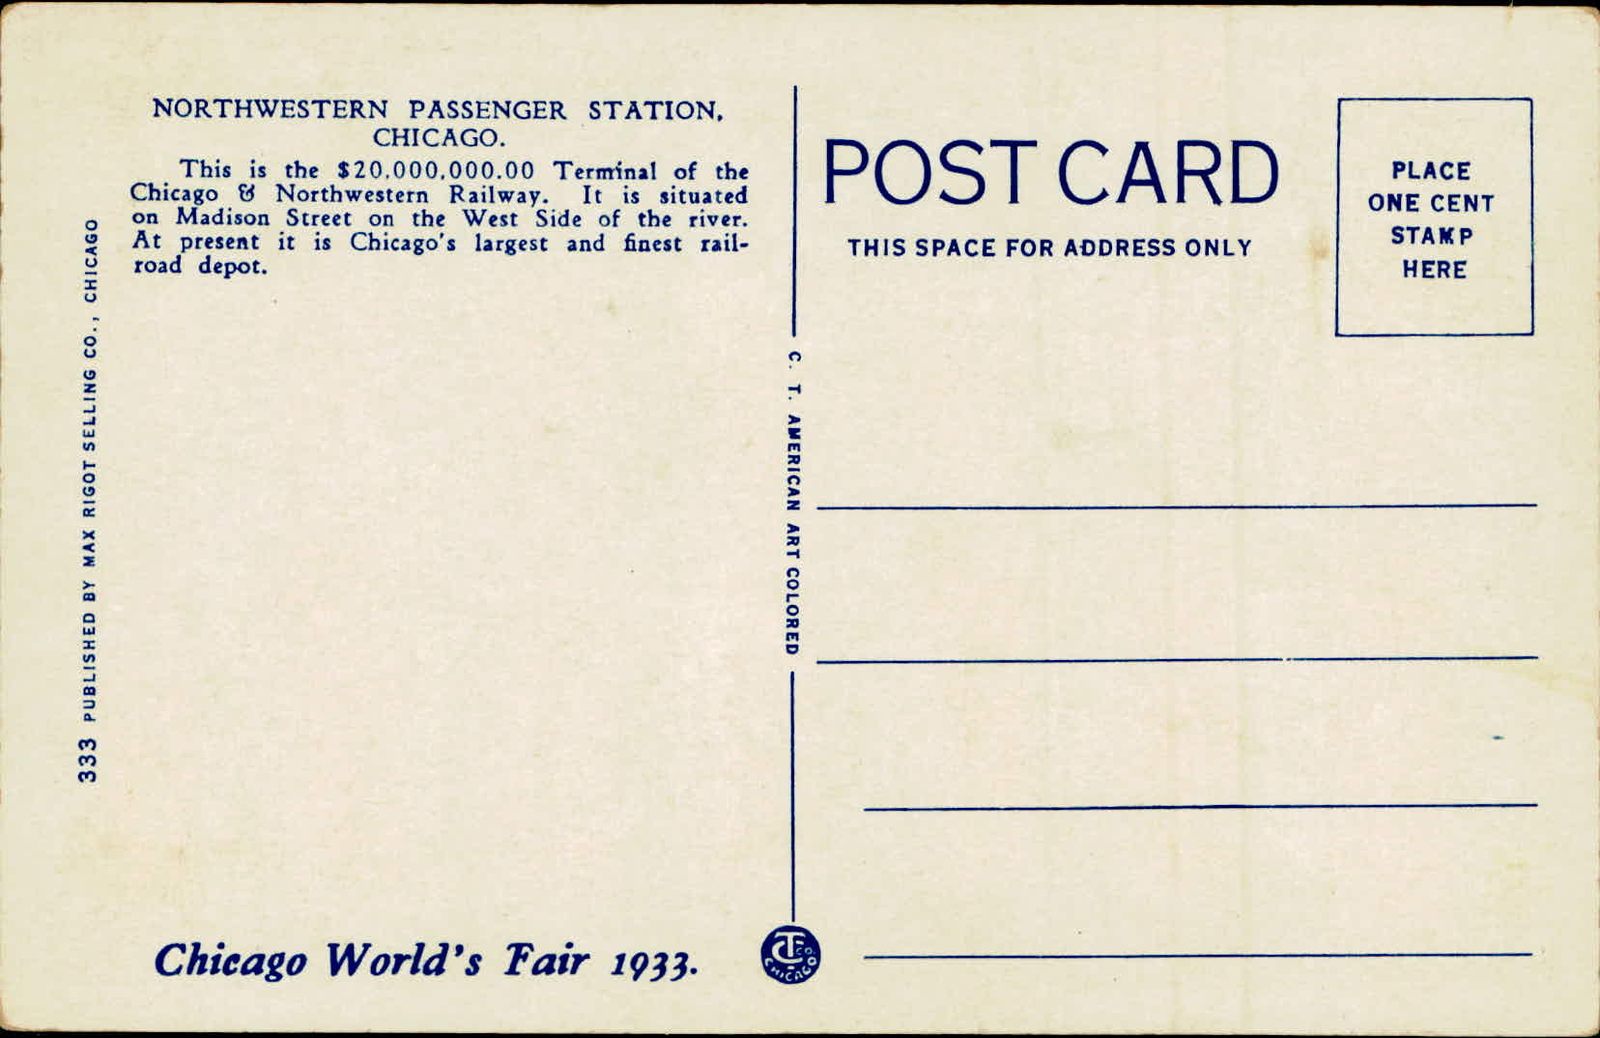 NORTHWESTERN PASSENGER STATION,
CHICAGO.
This is the $20,000,000.00 Terminal of the
Chicago & Northwestern Railway. It is situated
on Madison Street on the West Side of the river.
At present it is Chicago's largest and finest rail-
road depot.
333 PUBLISHED BY MAX RIGOT SELLING CO., CHICAGO
Chicago World's Fair 1933.
C. T. AMERICAN ART COLORED
CT CO
CHICAGO
POST CARD
THIS SPACE FOR ADDRESS ONLY
PLACE
ONE CENT
STAMP
HERE